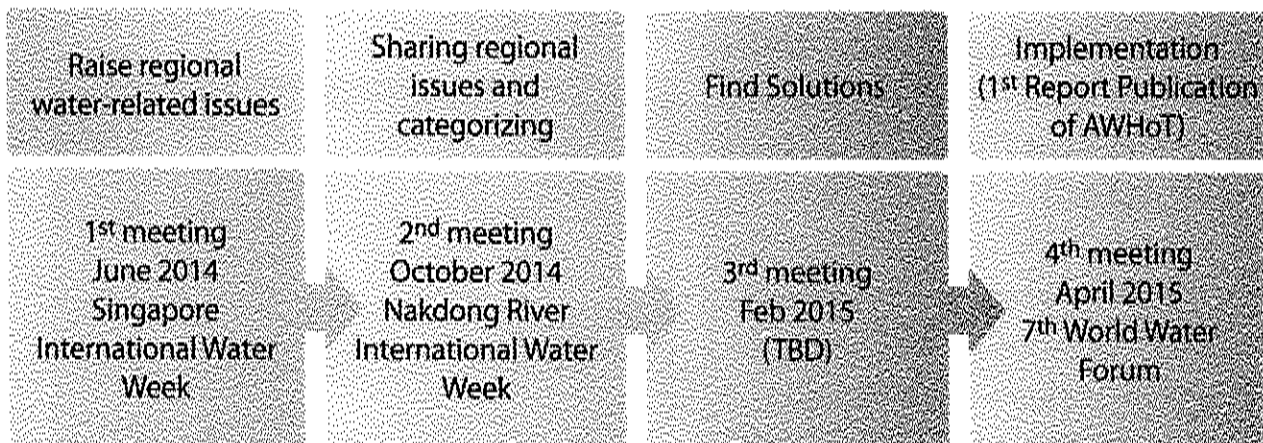 Raise regional
water-related issues
Sharing regional
issues and
categorizing
Find Solutions
Implementation
(1st Report Publication
of AWHoT)
1st meeting
June 2014
Singapore
International Water
Week
2nd meeting
October 2014
Nakdong River
International Water
Week
3rd meeting
Feb 2015
(TBD)
4th meeting
April 2015
7th World Water
Forum